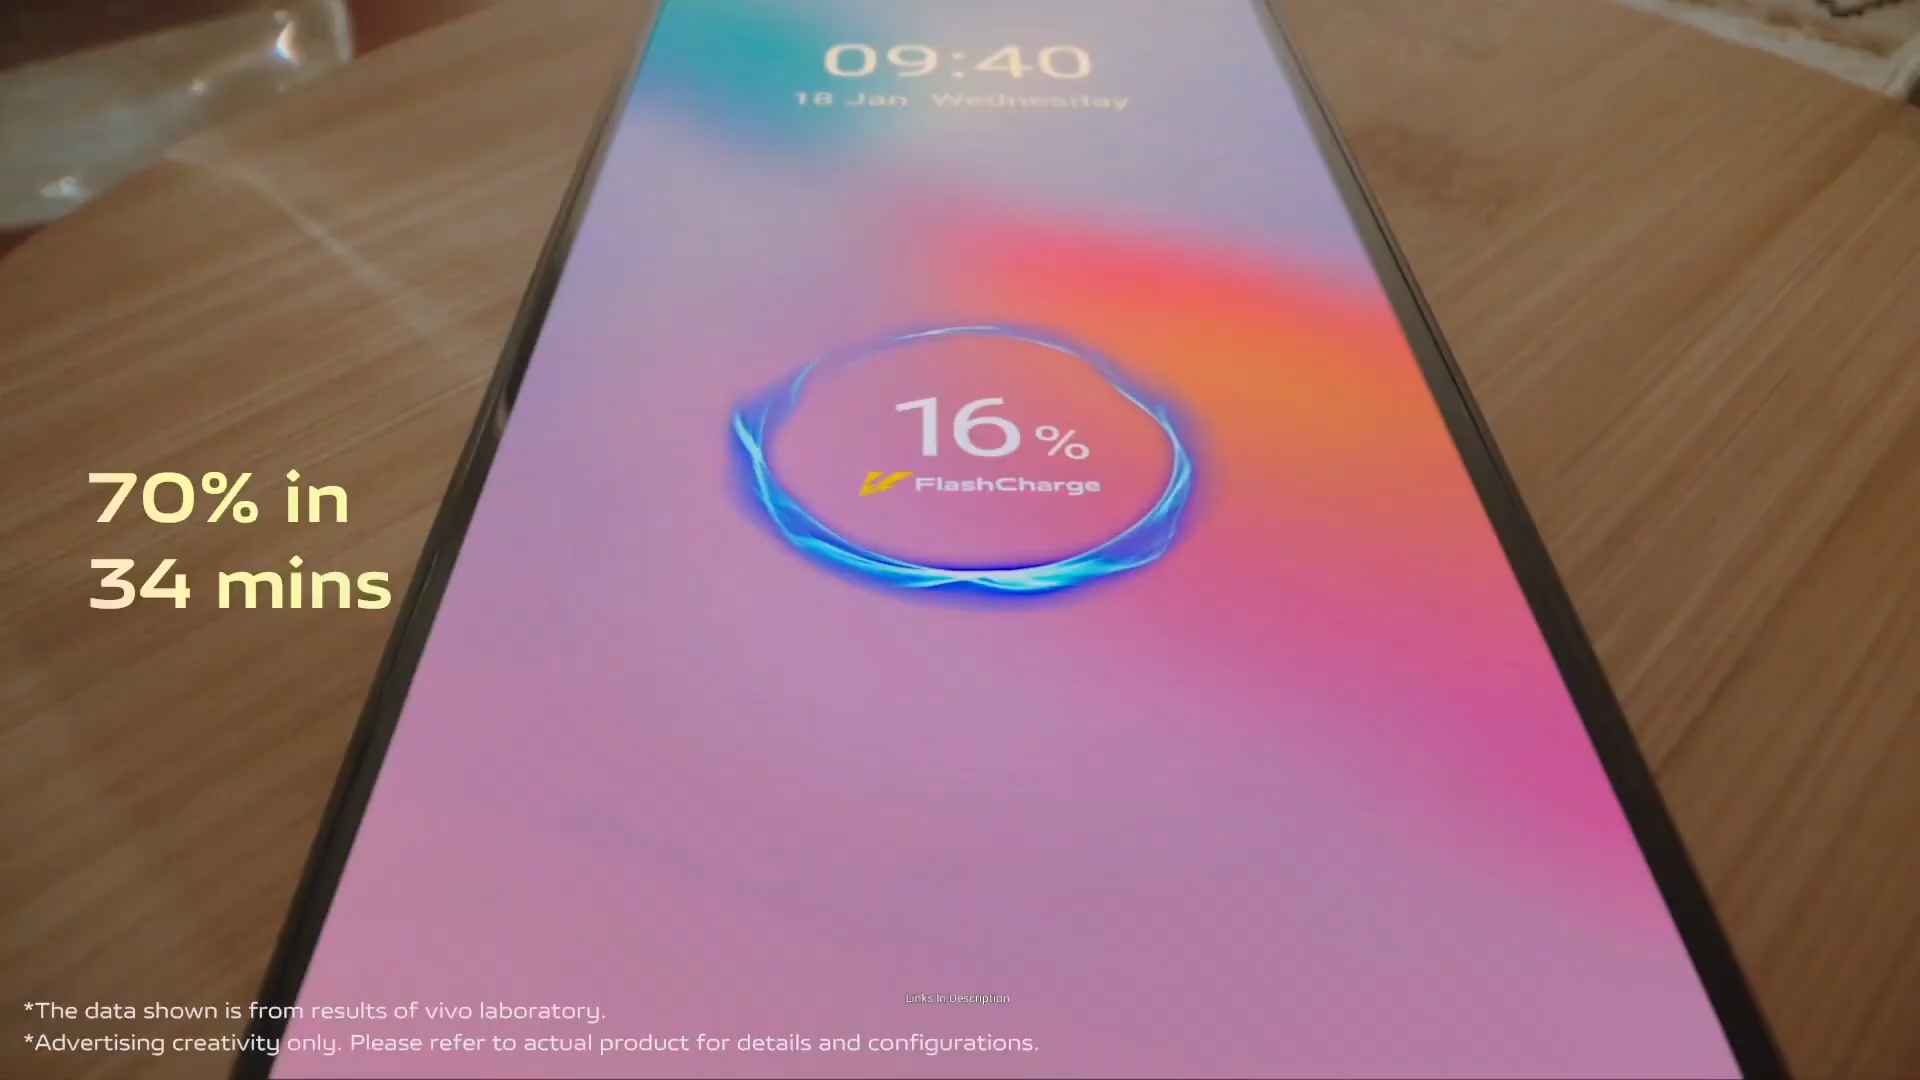 09:40
18 Jan Wednesday
16%
FlashCharge
70% in
34 mins
Links In Description
*The data shown is from results of vivo laboratory.
*Advertising creativity only. Please refer to actual product for details and configurations.